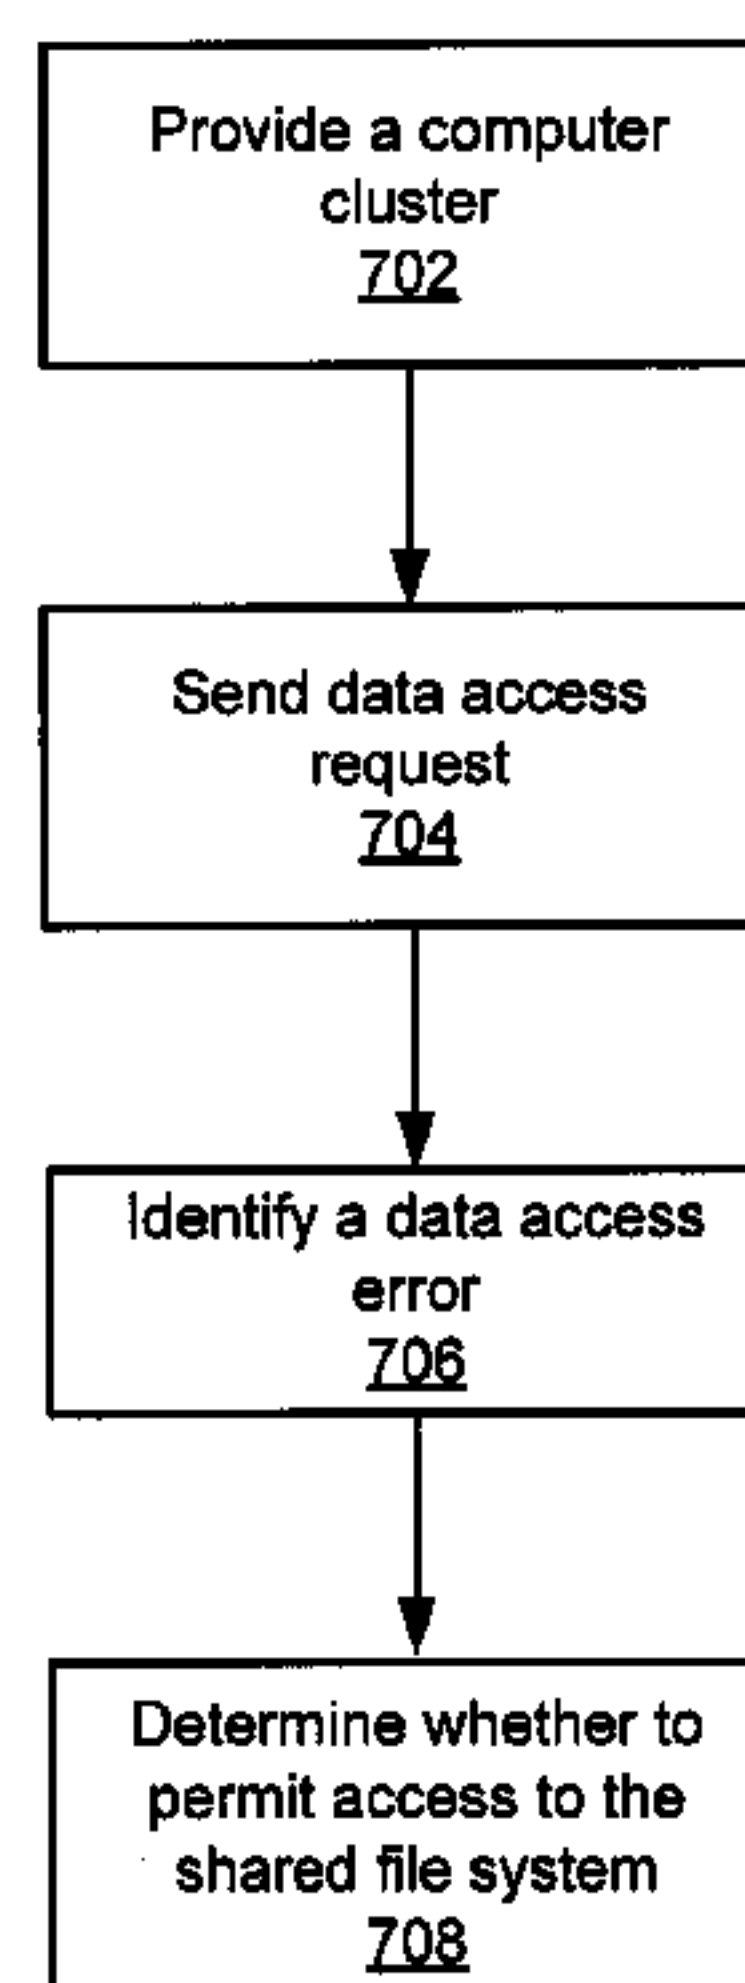 Provide a computer
cluster
702
Send data access
request
704
Identify a data access
error
706
Determine whether to
permit access to the
shared file system
708